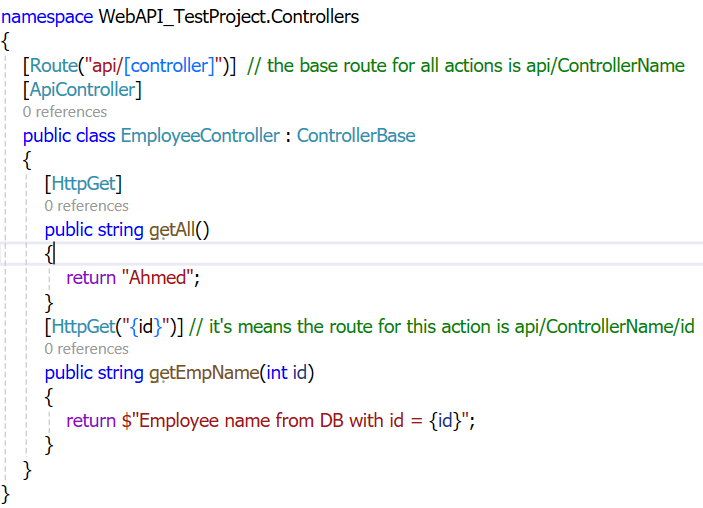 namespace WebAPI_TestProject.Controllers
{
[Route("api/[controller]")] // the base route for all actions is api/ControllerName
[ApiController]
0 references
public class EmployeeController : ControllerBase
{
[HttpGet]
0 references
public string getAll()
{
return "Ahmed";
}
[HttpGet("{id}")] // it's means the route for this action is api/ControllerName/id
0 references
public string getEmpName(int id)
{
return $"Employee name from DB with id = {id}";
}
}
}